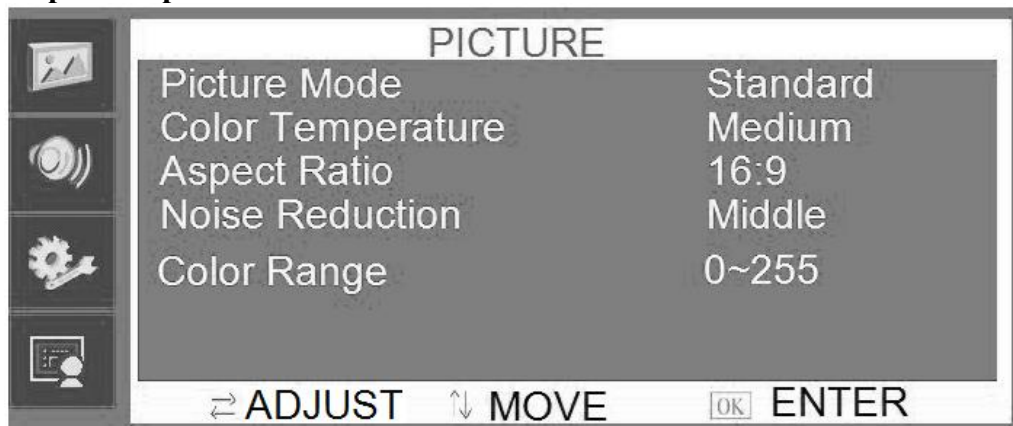 PICTURE
Picture Mode Standard
Color Temperature Medium
Aspect Ratio 16:9
Noise Reduction Middle
Color Range 0~255
⇄ ADJUST ↑↓ MOVE OK ENTER